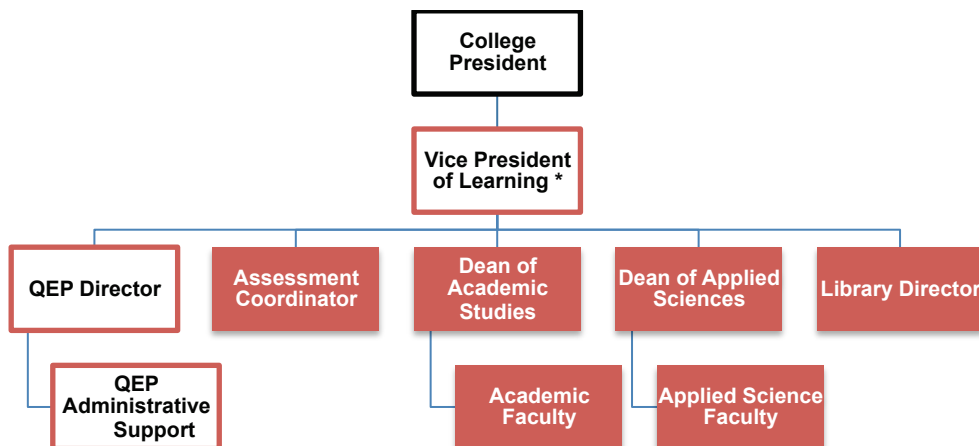 College
President
Vice President
of Learning *
QEP Director
Assessment
Coordinator
Dean of
Academic
Studies
Dean of Applied
Sciences
Library Director
QEP
Administrative
Support
Academic
Faculty
Applied Science
Faculty